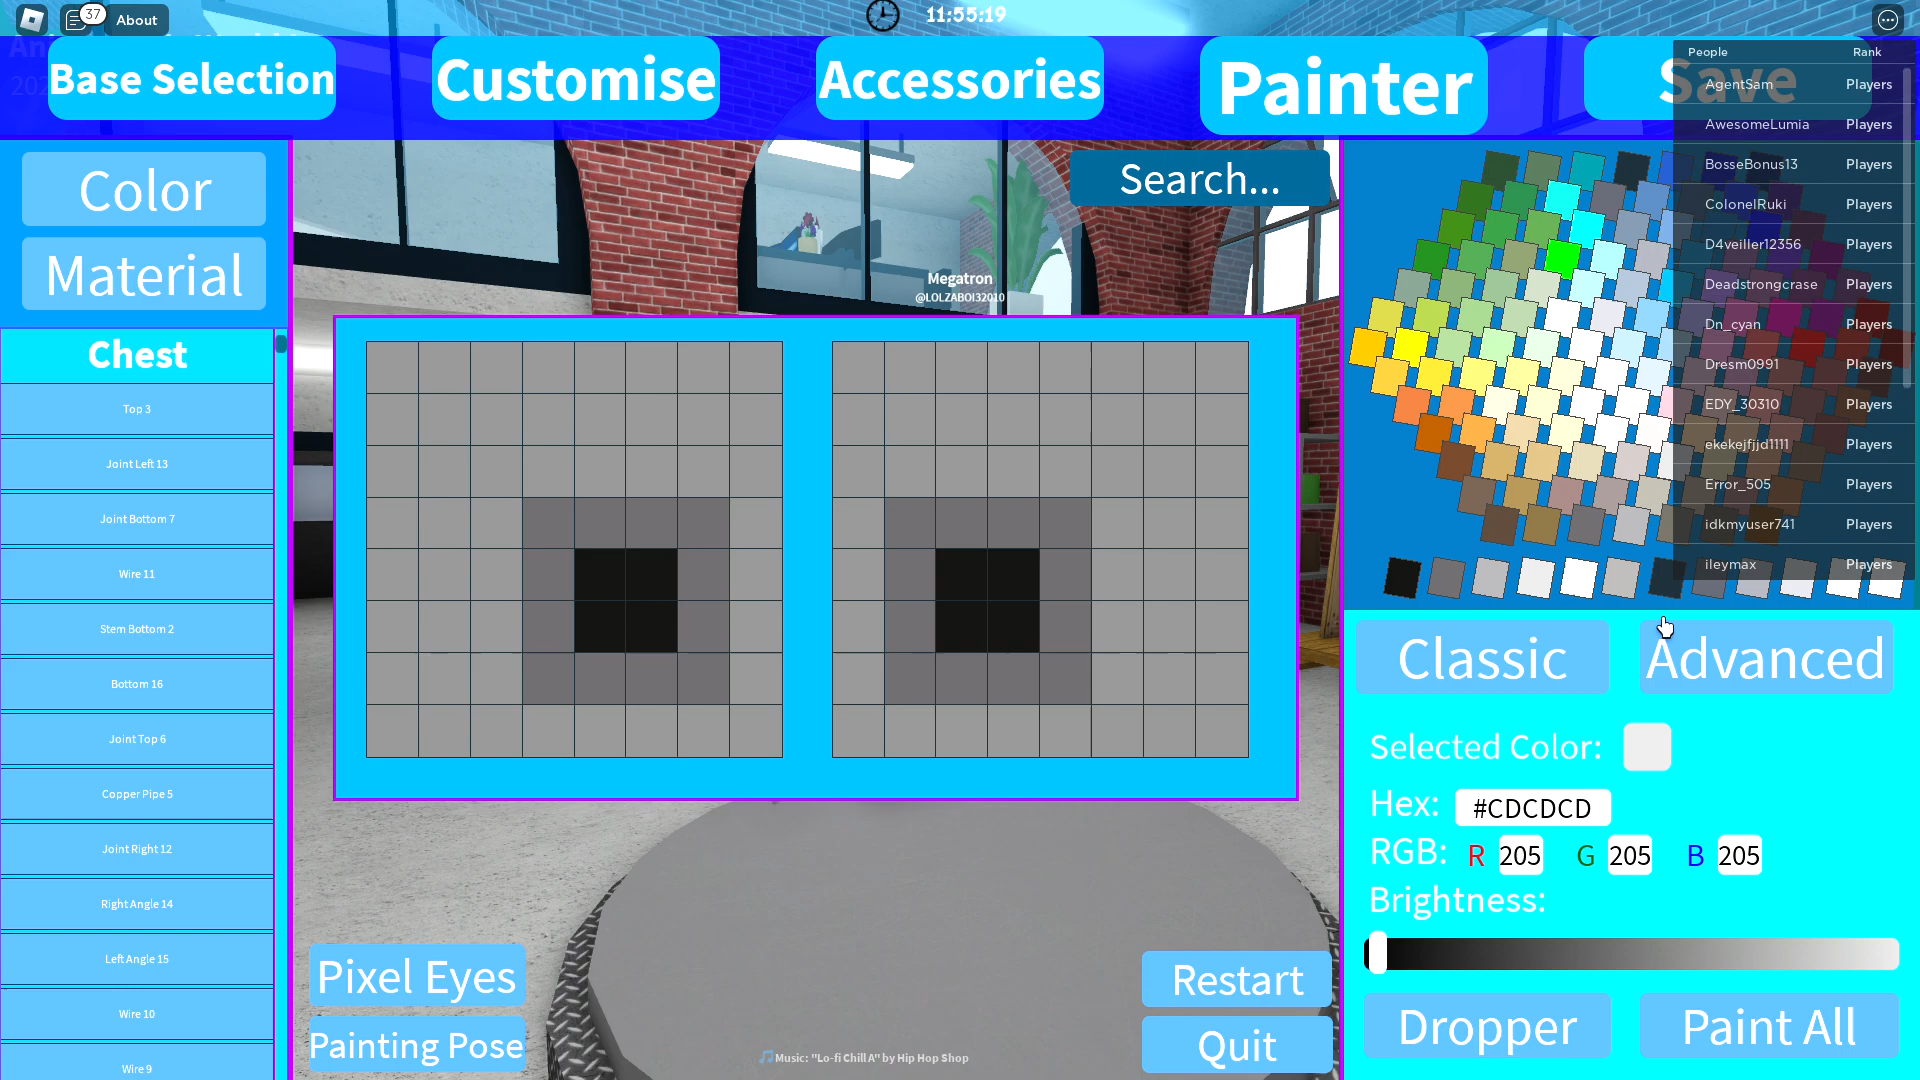 37
About
11:55:19
Base Selection
Customise
Accessories
Painter
Save
People Rank
AgentSam Players
AwesomeLumia Players
BosseBonus13 Players
ColonelRuki Players
D4veiller12356 Players
Deadstrongcrase Players
Dn_cyan Players
Dresm0991 Players
EDY_30310 Players
ekekejfjjd1111 Players
Error_505 Players
idkmyuser741 Players
ileymax Players
Color
Material
Search...
Megatron
@LOLZABOI32010
Chest
Top 3
Joint Left 13
Joint Bottom 7
Wire 11
Stem Bottom 2
Bottom 16
Joint Top 6
Copper Pipe 5
Joint Right 12
Right Angle 14
Left Angle 15
Wire 10
Wire 9
Classic
Advanced
Selected Color:
Hex: #CDCDCD
RGB: R 205 G 205 B 205
Brightness:
Dropper
Paint All
Pixel Eyes
Painting Pose
Restart
Quit
Music: "Lo-fi Chill A" by Hip Hop Shop